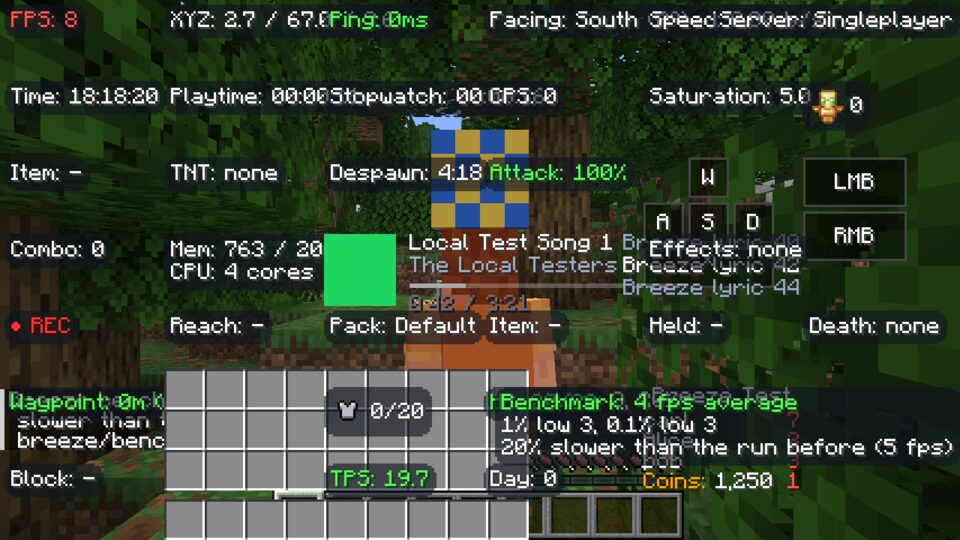 FPS: 8
XYZ: 2.7 / 67.
Ping: 0ms
Facing: South
Speed
Server: Singleplayer
Time: 18:18:20
Playtime: 00:00
Stopwatch: 00
CPS: 0
Saturation: 5.0
0
Item: -
TNT: none
Despawn: 4:18
Attack: 100%
W
LMB
A
S
D
RMB
Combo: 0
Mem: 763 / 20
CPU: 4 cores
Local Test Song 1
The Local Testers
0:42 / 3:21
Effects: none
Breeze lyric 42
Breeze lyric 44
REC
Reach: -
Pack: Default
Item: -
Held: -
Death: none
Waypoint: 0m
slower than
breeze/benc
0/20
Benchmark: 4 fps average
1% low 3, 0.1% low 3
20% slower than the run before (5 fps)
Block: -
TPS: 19.7
Day: 0
Coins: 1,250
1